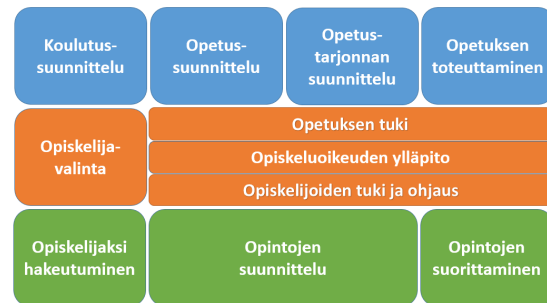 Koulutus-
suunnittelu
Opetus-
suunnittelu
Opetus-
tarjonnan
suunnittelu
Opetuksen
toteuttaminen
Opiskelija-
valinta
Opetuksen tuki
Opiskeluoikeuden ylläpito
Opiskelijoiden tuki ja ohjaus
Opiskelijaksi
hakeutuminen
Opintojen
suunnittelu
Opintojen
suorittaminen